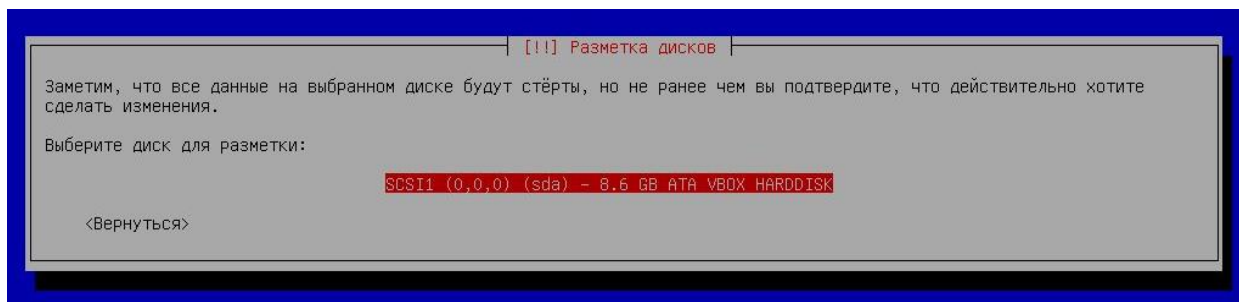 [!!] Разметка дисков
Заметим, что все данные на выбранном диске будут стёрты, но не ранее чем вы подтвердите, что действительно хотите
сделать изменения.
Выберите диск для разметки:
SCSI1 (0,0,0) (sda) – 8.6 GB ATA VBOX HARDDISK
<Вернуться>